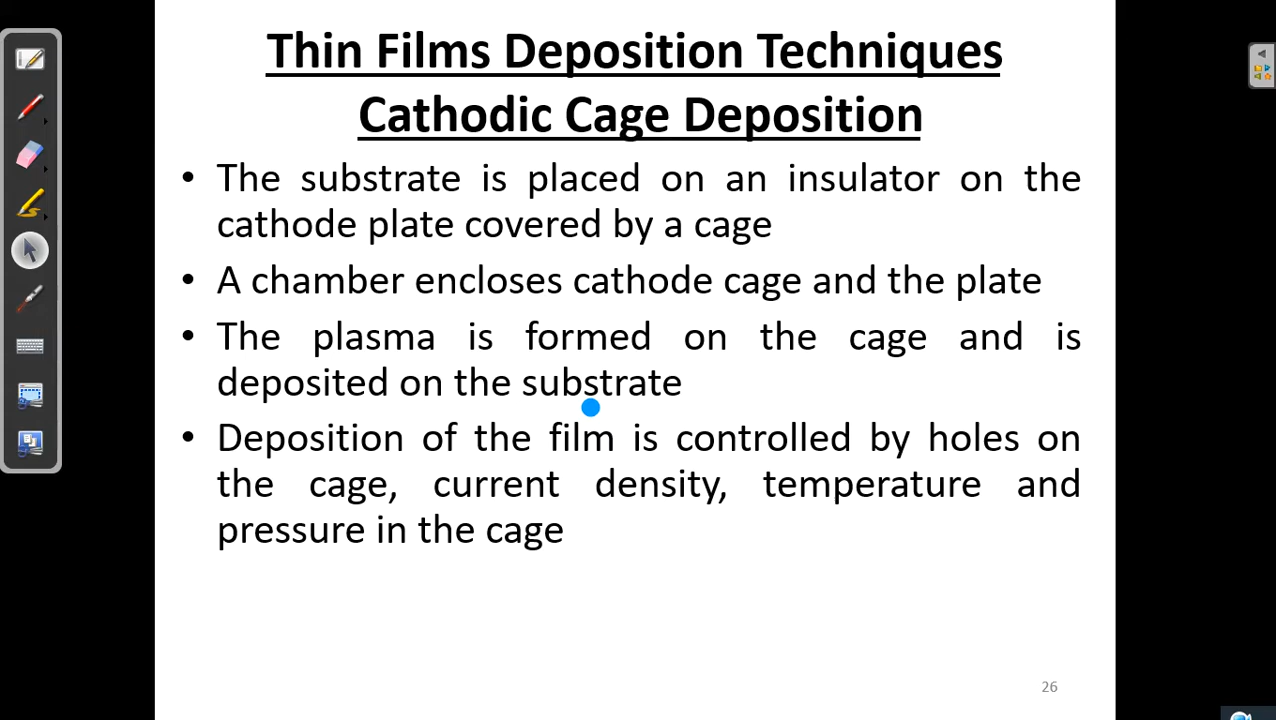 Thin Films Deposition Techniques
Cathodic Cage Deposition
• The substrate is placed on an insulator on the
cathode plate covered by a cage
• A chamber encloses cathode cage and the plate
• The plasma is formed on the cage and is
deposited on the substrate
• Deposition of the film is controlled by holes on
the cage, current density, temperature and
pressure in the cage
26